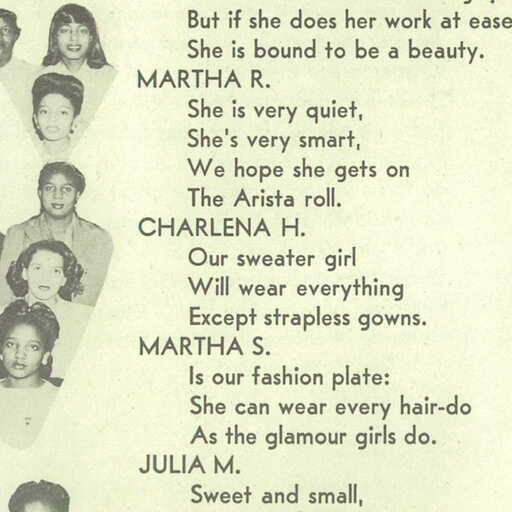 But if she does her work at ease
She is bound to be a beauty.
MARTHA R.
She is very quiet,
She's very smart,
We hope she gets on
The Arista roll.
CHARLENA H.
Our sweater girl
Will wear everything
Except strapless gowns.
MARTHA S.
Is our fashion plate:
She can wear every hair-do
As the glamour girls do.
JULIA M.
Sweet and small,